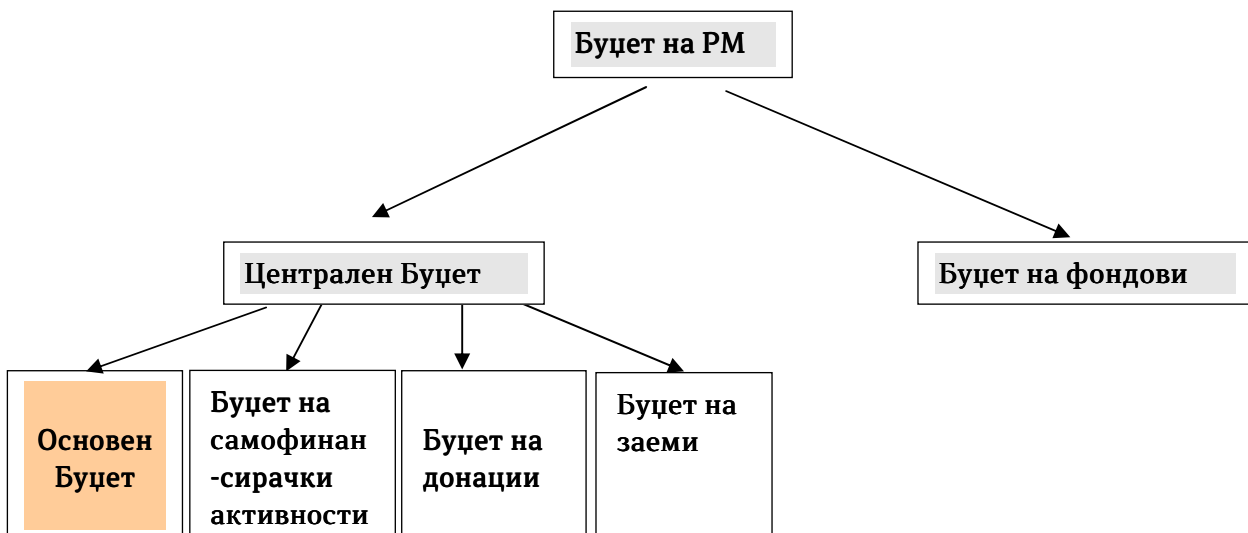 Буџет на РМ
Централен Буџет
Буџет на фондови
Основен
Буџет
Буџет на
самофинан
-сирачки
активности
Буџет на
донации
Буџет на
заеми